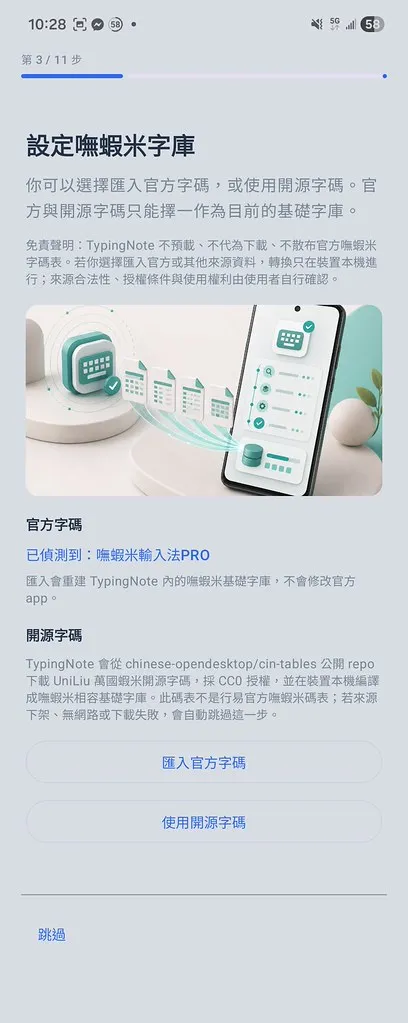 10:28 58 5G 58
第 3 / 11 步
設定嘸蝦米字庫
你可以選擇匯入官方字碼，或使用開源字碼。官
方與開源字碼只能擇一作為目前的基礎字庫。
免責聲明：TypingNote 不預載、不代為下載、不散布官方嘸蝦米
字碼表。若你選擇匯入官方或其他來源資料，轉換只在裝置本機進
行；來源合法性、授權條件與使用權利由使用者自行確認。
官方字碼
已偵測到：嘸蝦米輸入法PRO
匯入會重建 TypingNote 內的嘸蝦米基礎字庫，不會修改官方
app。
開源字碼
TypingNote 會從 chinese-opendesktop/cin-tables 公開 repo
下載 UniLiu 萬國蝦米開源字碼，採 CC0 授權，並在裝置本機編譯
成嘸蝦米相容基礎字庫。此碼表不是行易官方嘸蝦米碼表；若來源
下架、無網路或下載失敗，會自動跳過這一步。
匯入官方字碼
使用開源字碼
跳過